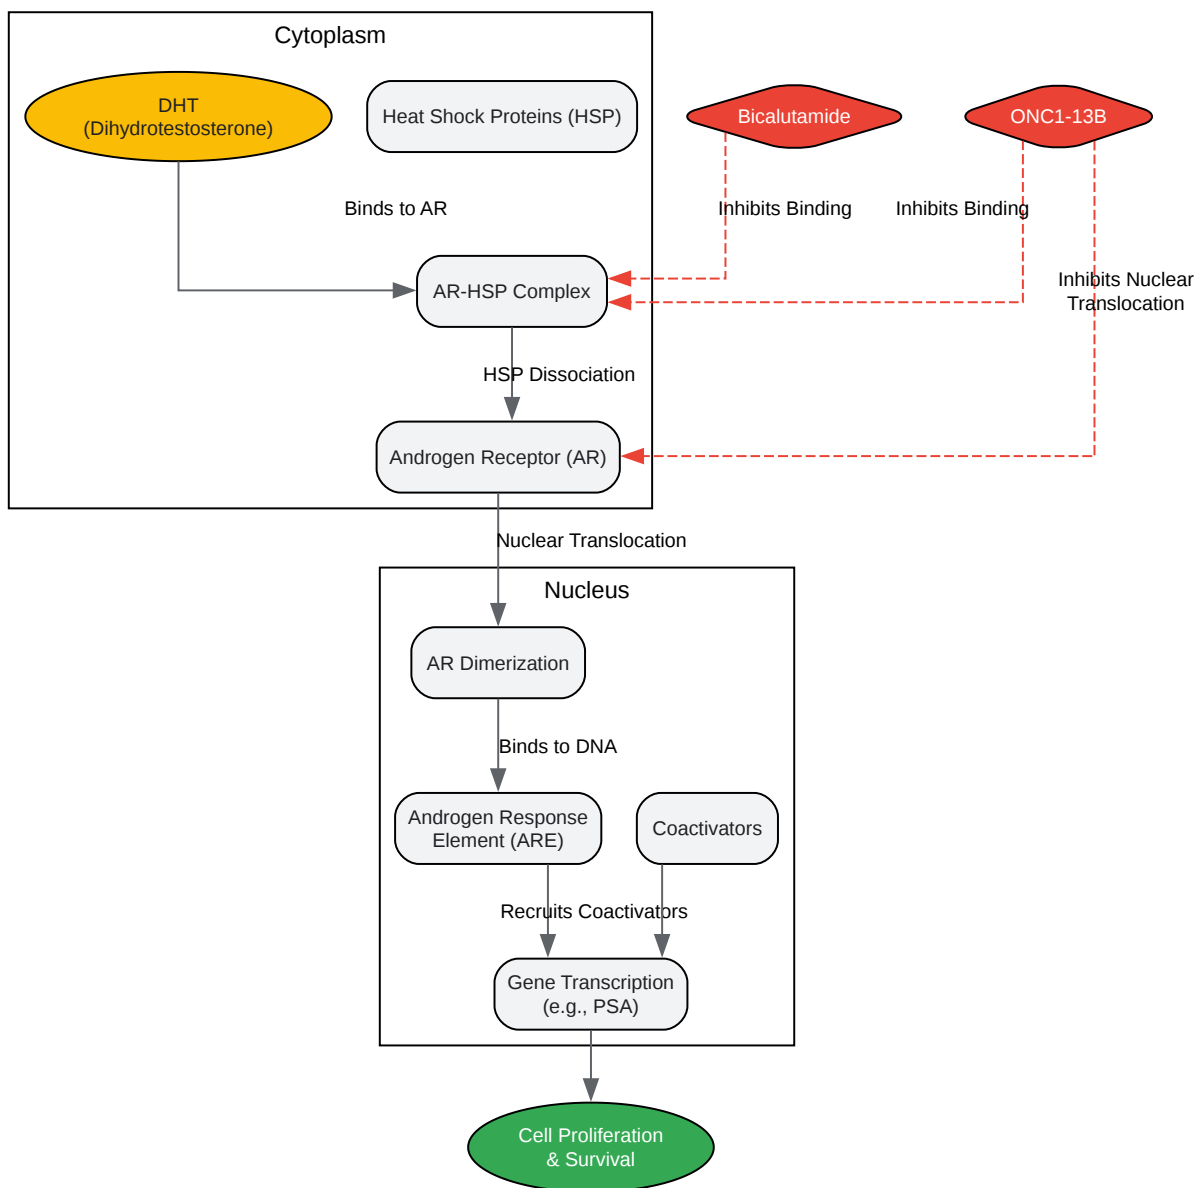 Cytoplasm
DHT
(Dihydrotestosterone)
Heat Shock Proteins (HSP)
Bicalutamide
ONC1-13B
Binds to AR
Inhibits Binding
Inhibits Binding
AR-HSP Complex
Inhibits Nuclear
Translocation
HSP Dissociation
Androgen Receptor (AR)
Nuclear Translocation
Nucleus
AR Dimerization
Binds to DNA
Androgen Response
Element (ARE)
Coactivators
Recruits Coactivators
Gene Transcription
(e.g., PSA)
Cell Proliferation
& Survival